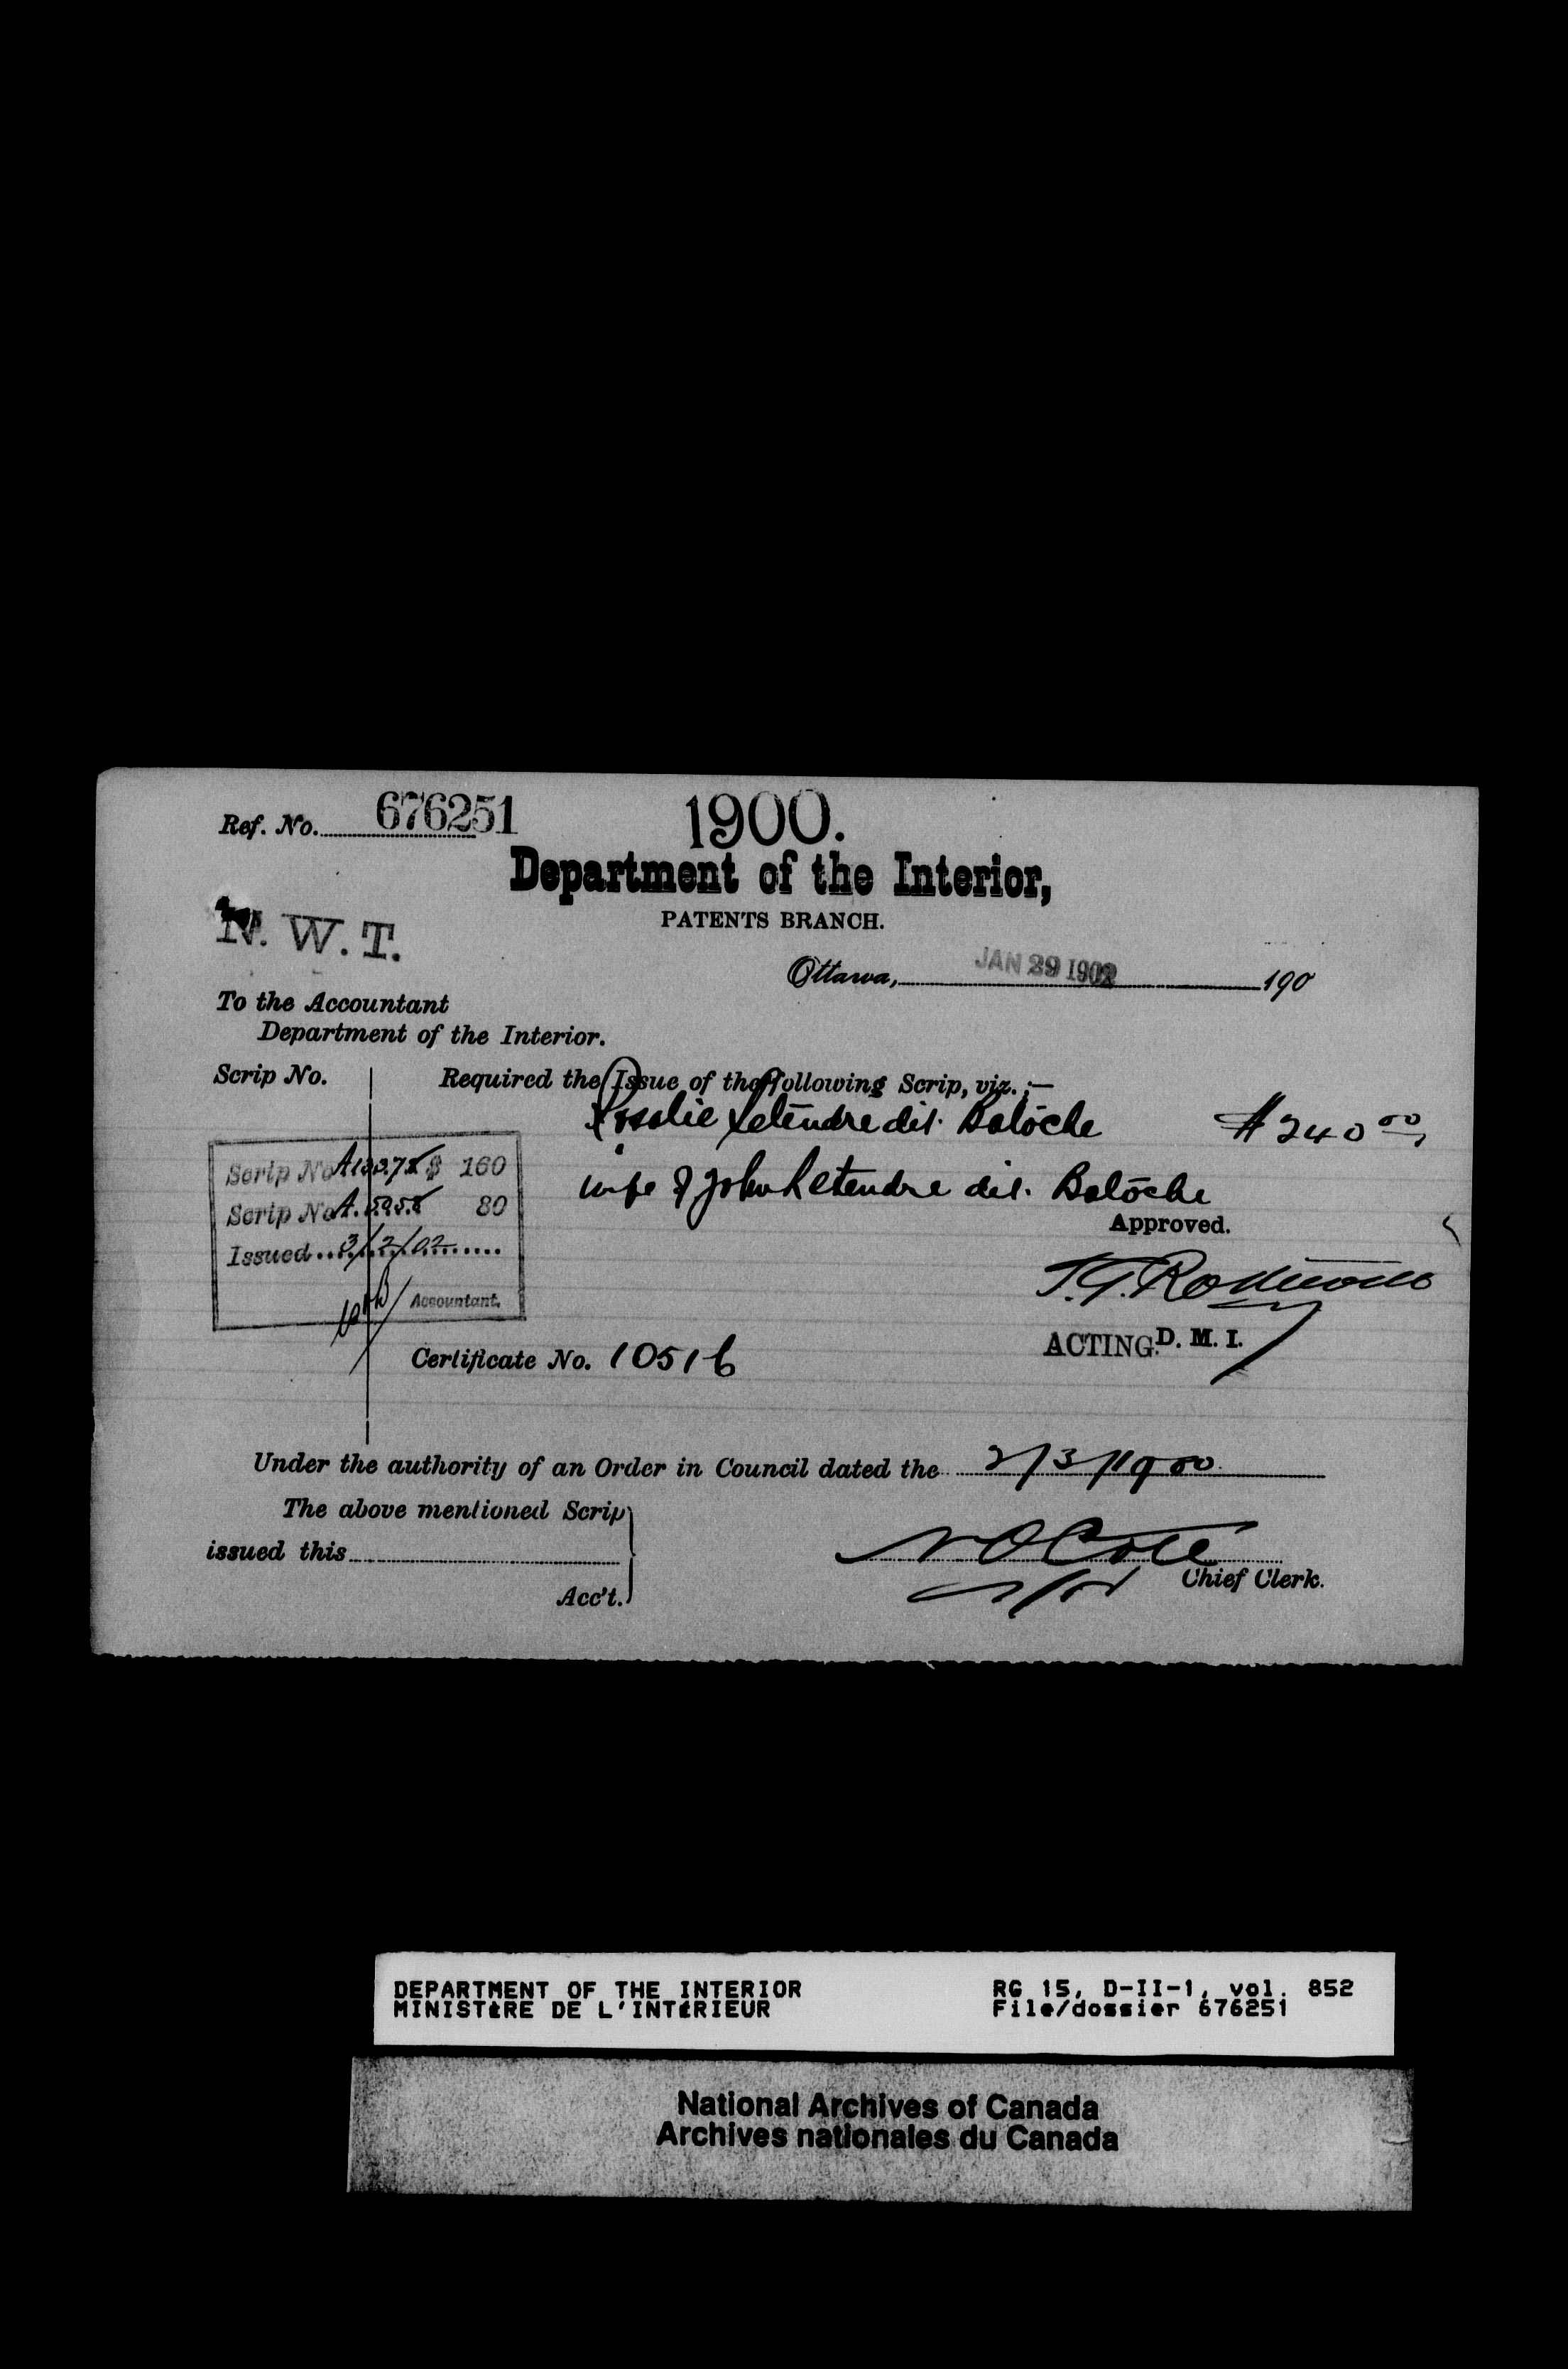 Ref. No. 676251
1900.
Department of the Interior,
PATENTS BRANCH.
N. W. T.
Ottawa, JAN 29 1902 190
To the Accountant
Department of the Interior.
Scrip No.
Required the Issue of the following Scrip, viz. :—
Rosalie Letendre dit. Batoche $ 240 00
wife of John Letendre dit. Batoche
Scrip No. $ 160
Scrip No. A. 5958 80
Issued 3/2/02
Accountant.
Approved.
ACTING D. M. I.
Certificate No. 10516
Under the authority of an Order in Council dated the 2/3/1900
The above mentioned Scrip
issued this
Acc't.
N O Cote
Chief Clerk.
DEPARTMENT OF THE INTERIOR
MINISTÈRE DE L'INTÉRIEUR
RG 15, D-II-1, vol. 852
File/dossier 676251
National Archives of Canada
Archives nationales du Canada